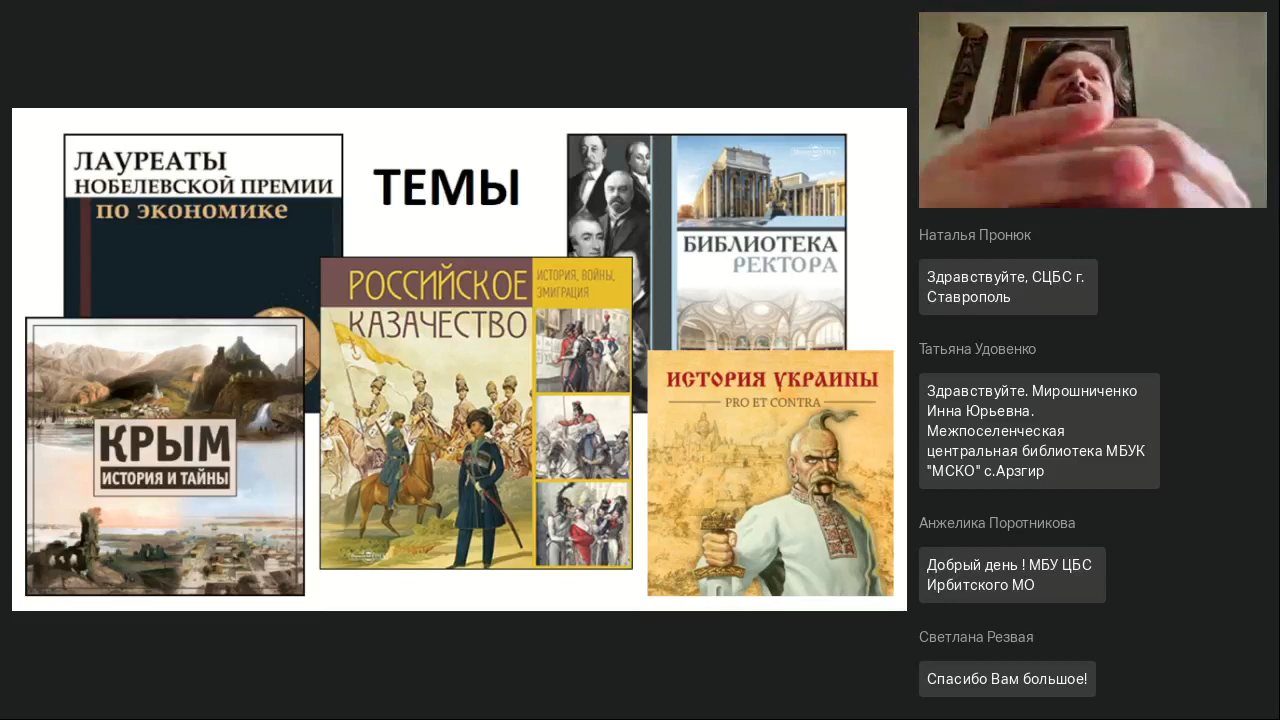 ЛАУРЕАТЫ
НОБЕЛЕВСКОЙ ПРЕМИИ
по экономике
ТЕМЫ
БИБЛИОТЕКА
РЕКТОРА
РОССИЙСКОЕ
КАЗАЧЕСТВО
ИСТОРИЯ, ВОЙНЫ,
ЭМИГРАЦИЯ
КРЫМ
ИСТОРИЯ И ТАЙНЫ
ИСТОРИЯ УКРАИНЫ
PRO ET CONTRA
Наталья Пронюк
Здравствуйте, СЦБС г.
Ставрополь
Татьяна Удовенко
Здравствуйте. Мирошниченко
Инна Юрьевна.
Межпоселенческая
центральная библиотека МБУК
"МСКО" с.Арзгир
Анжелика Поротникова
Добрый день ! МБУ ЦБС
Ирбитского МО
Светлана Резвая
Спасибо Вам большое!